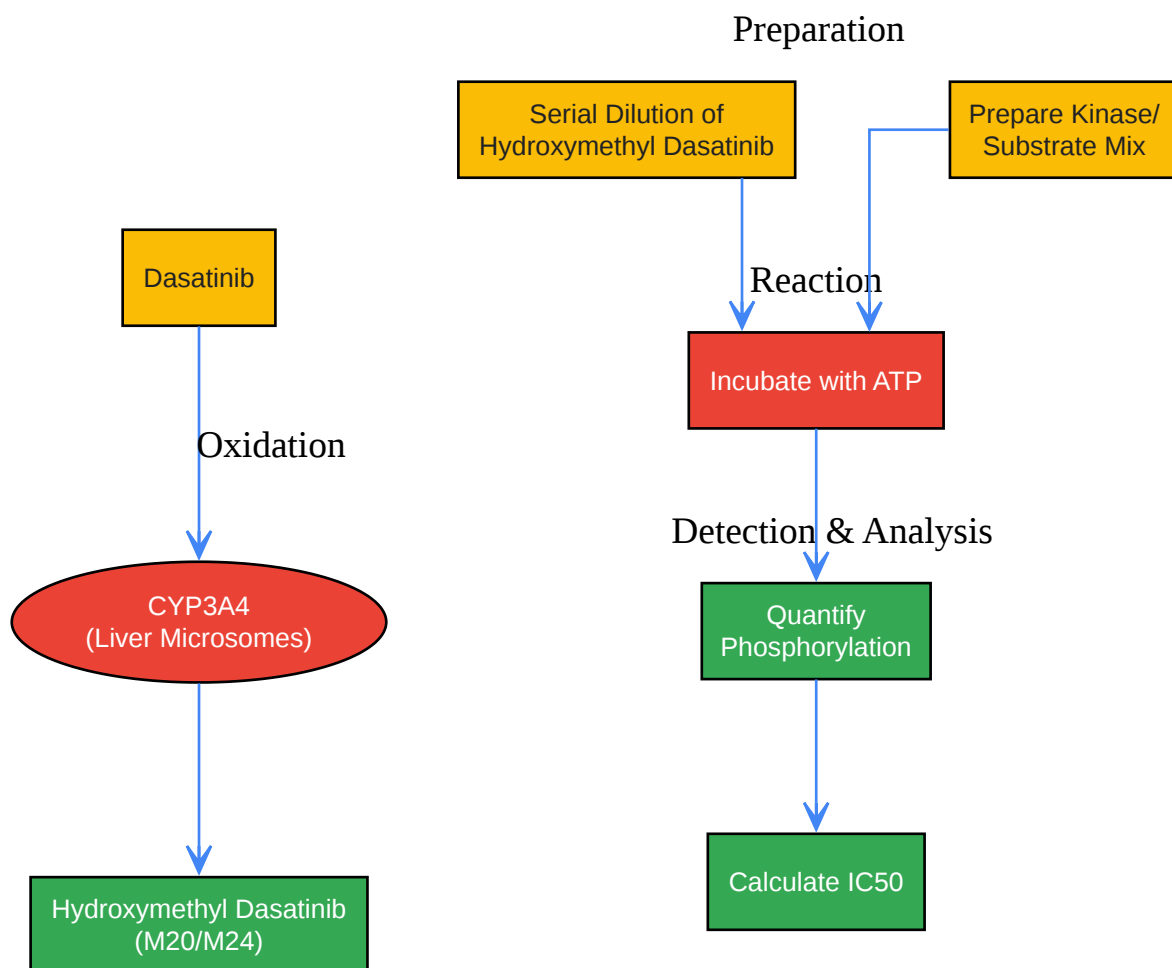 Preparation
Serial Dilution of
Hydroxymethyl Dasatinib
Prepare Kinase/
Substrate Mix
Dasatinib
Reaction
Incubate with ATP
Oxidation
Detection & Analysis
CYP3A4
(Liver Microsomes)
Quantify
Phosphorylation
Calculate IC50
Hydroxymethyl Dasatinib
(M20/M24)